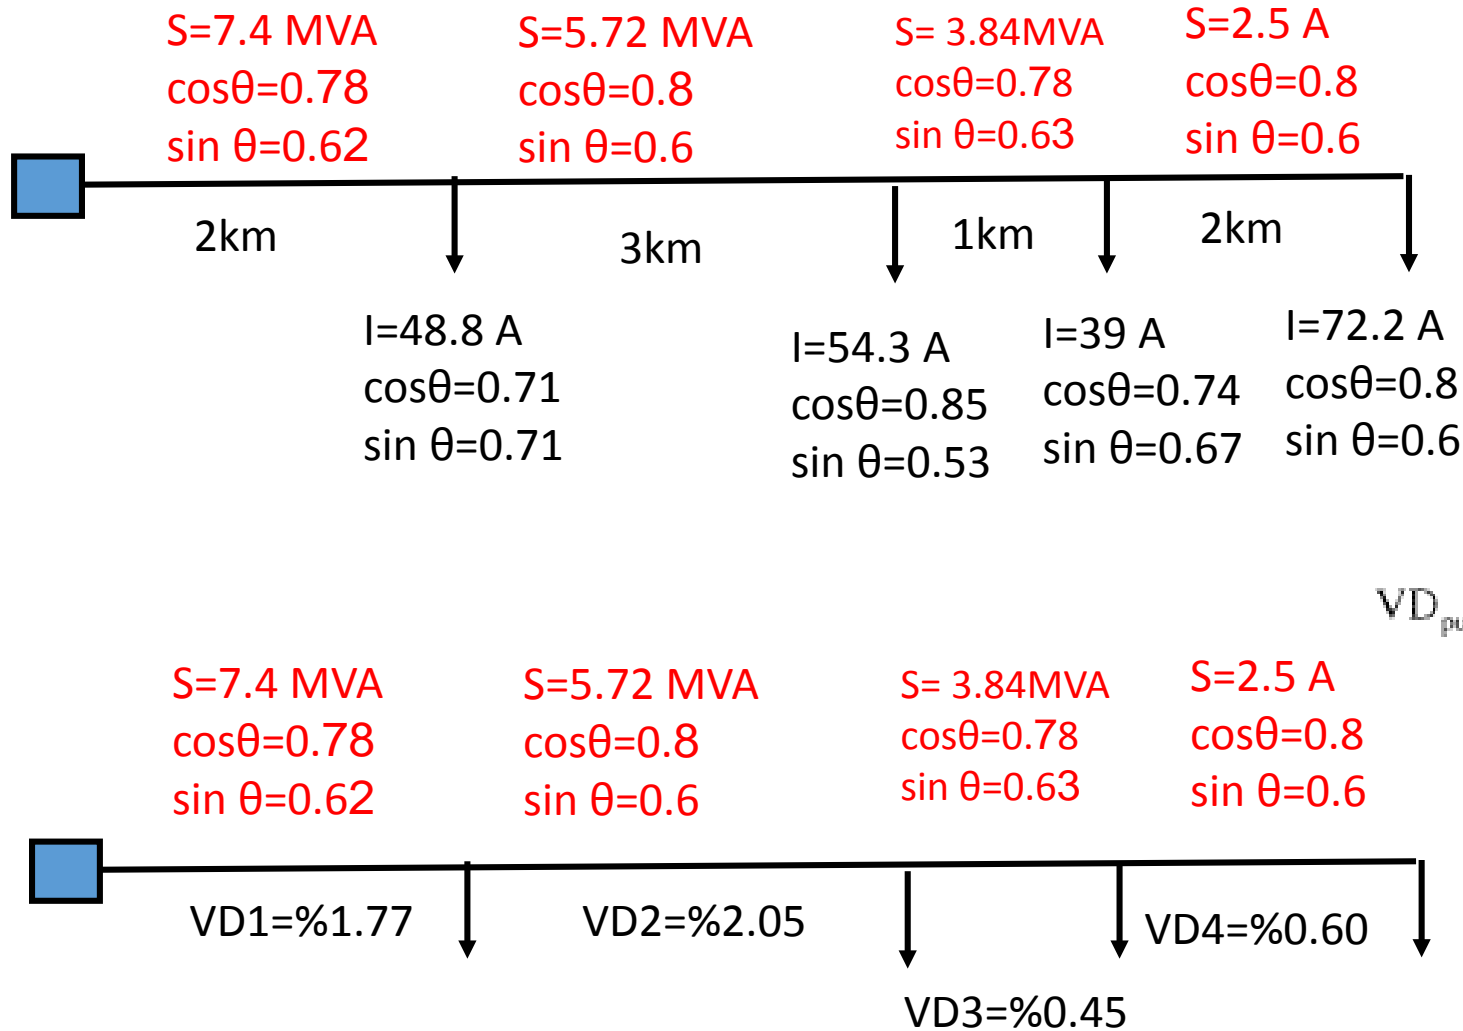 S=7.4 MVA
cosθ=0.78
sin θ=0.62
S=5.72 MVA
cosθ=0.8
sin θ=0.6
S= 3.84MVA
cosθ=0.78
sin θ=0.63
S=2.5 A
cosθ=0.8
sin θ=0.6
2km
3km
1km
2km
I=48.8 A
cosθ=0.71
sin θ=0.71
I=54.3 A
cosθ=0.85
sin θ=0.53
I=39 A
cosθ=0.74
sin θ=0.67
I=72.2 A
cosθ=0.8
sin θ=0.6
VD
S=7.4 MVA
cosθ=0.78
sin θ=0.62
S=5.72 MVA
cosθ=0.8
sin θ=0.6
S= 3.84MVA
cosθ=0.78
sin θ=0.63
S=2.5 A
cosθ=0.8
sin θ=0.6
VD1=%1.77
VD2=%2.05
VD3=%0.45
VD4=%0.60